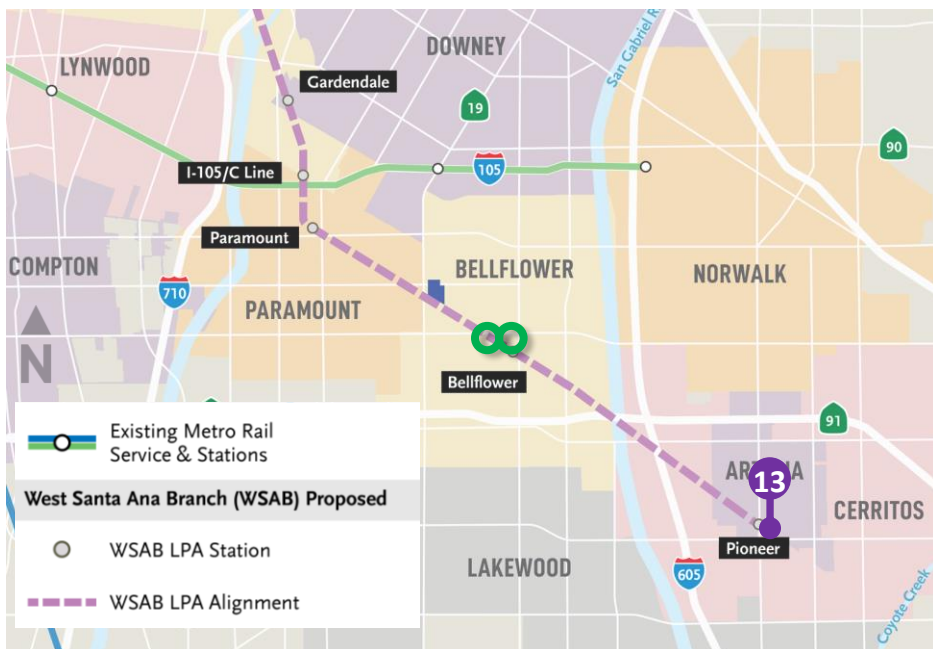 DOWNEY
San Gabriel R
LYNWOOD
Gardendale
19
90
I-105/C Line
105
Paramount
COMPTON
BELLFLOWER
NORWALK
710
PARAMOUNT
N
Bellflower
91
Existing Metro Rail
Service & Stations
West Santa Ana Branch (WSAB) Proposed
WSAB LPA Station
WSAB LPA Alignment
13
CERRITOS
Pioneer
LAKEWOOD
605
Coyote Creek